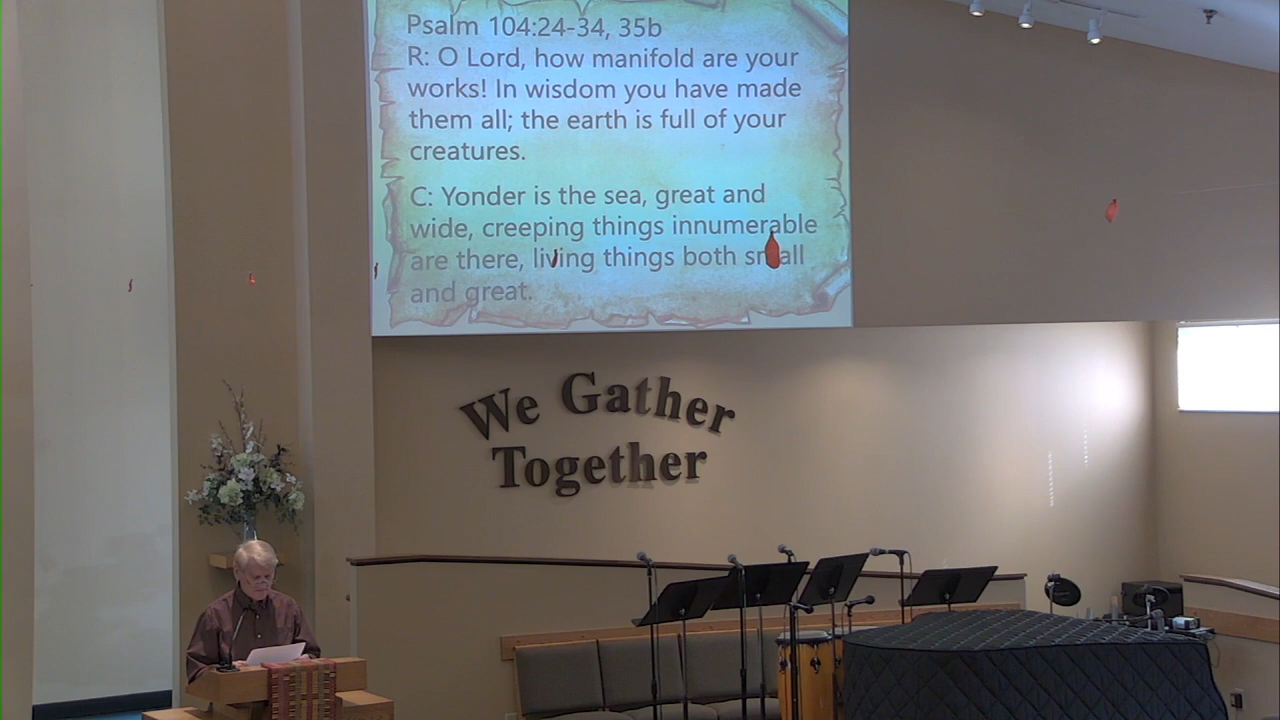 Psalm 104:24-34, 35b
R: O Lord, how manifold are your
works! In wisdom you have made
them all; the earth is full of your
creatures.
C: Yonder is the sea, great and
wide, creeping things innumerable
are there, living things both small
and great.
We Gather
Together